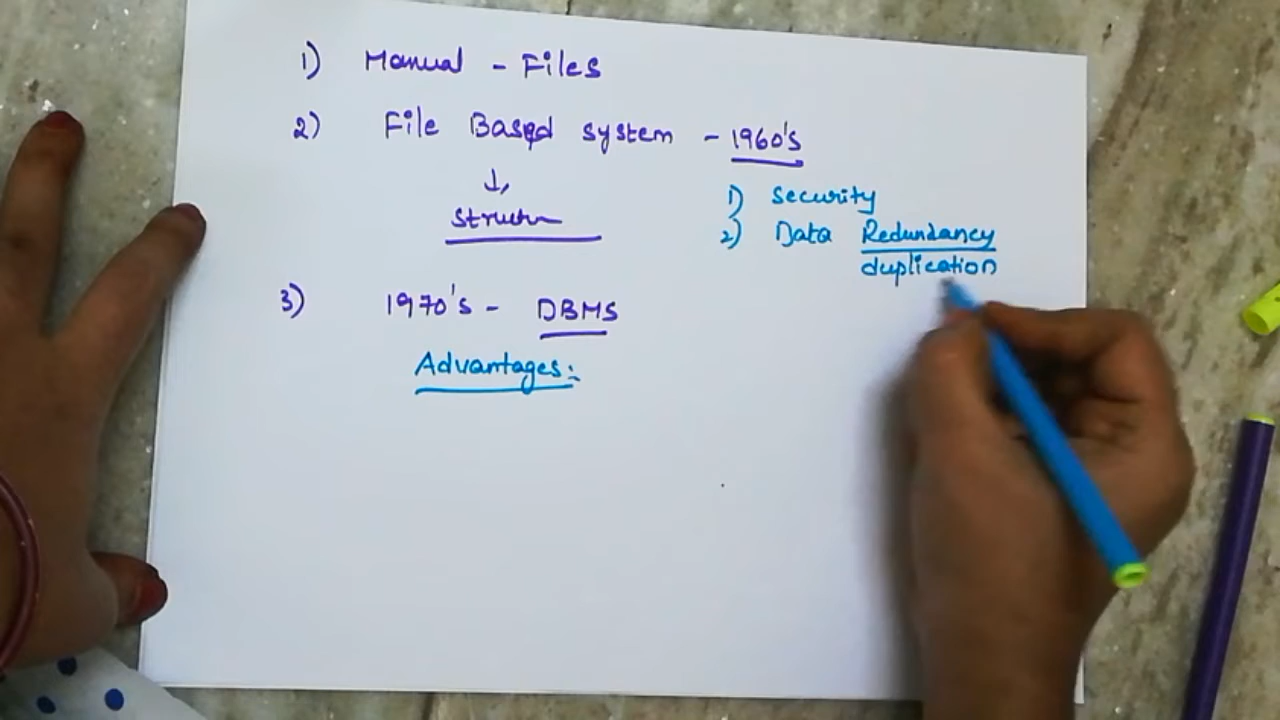 1) Manual - Files
2) File Based system - 1960's
↓
1) Security
2) Data Redundancy
duplication
3) 1970's - DBMS
Advantages: